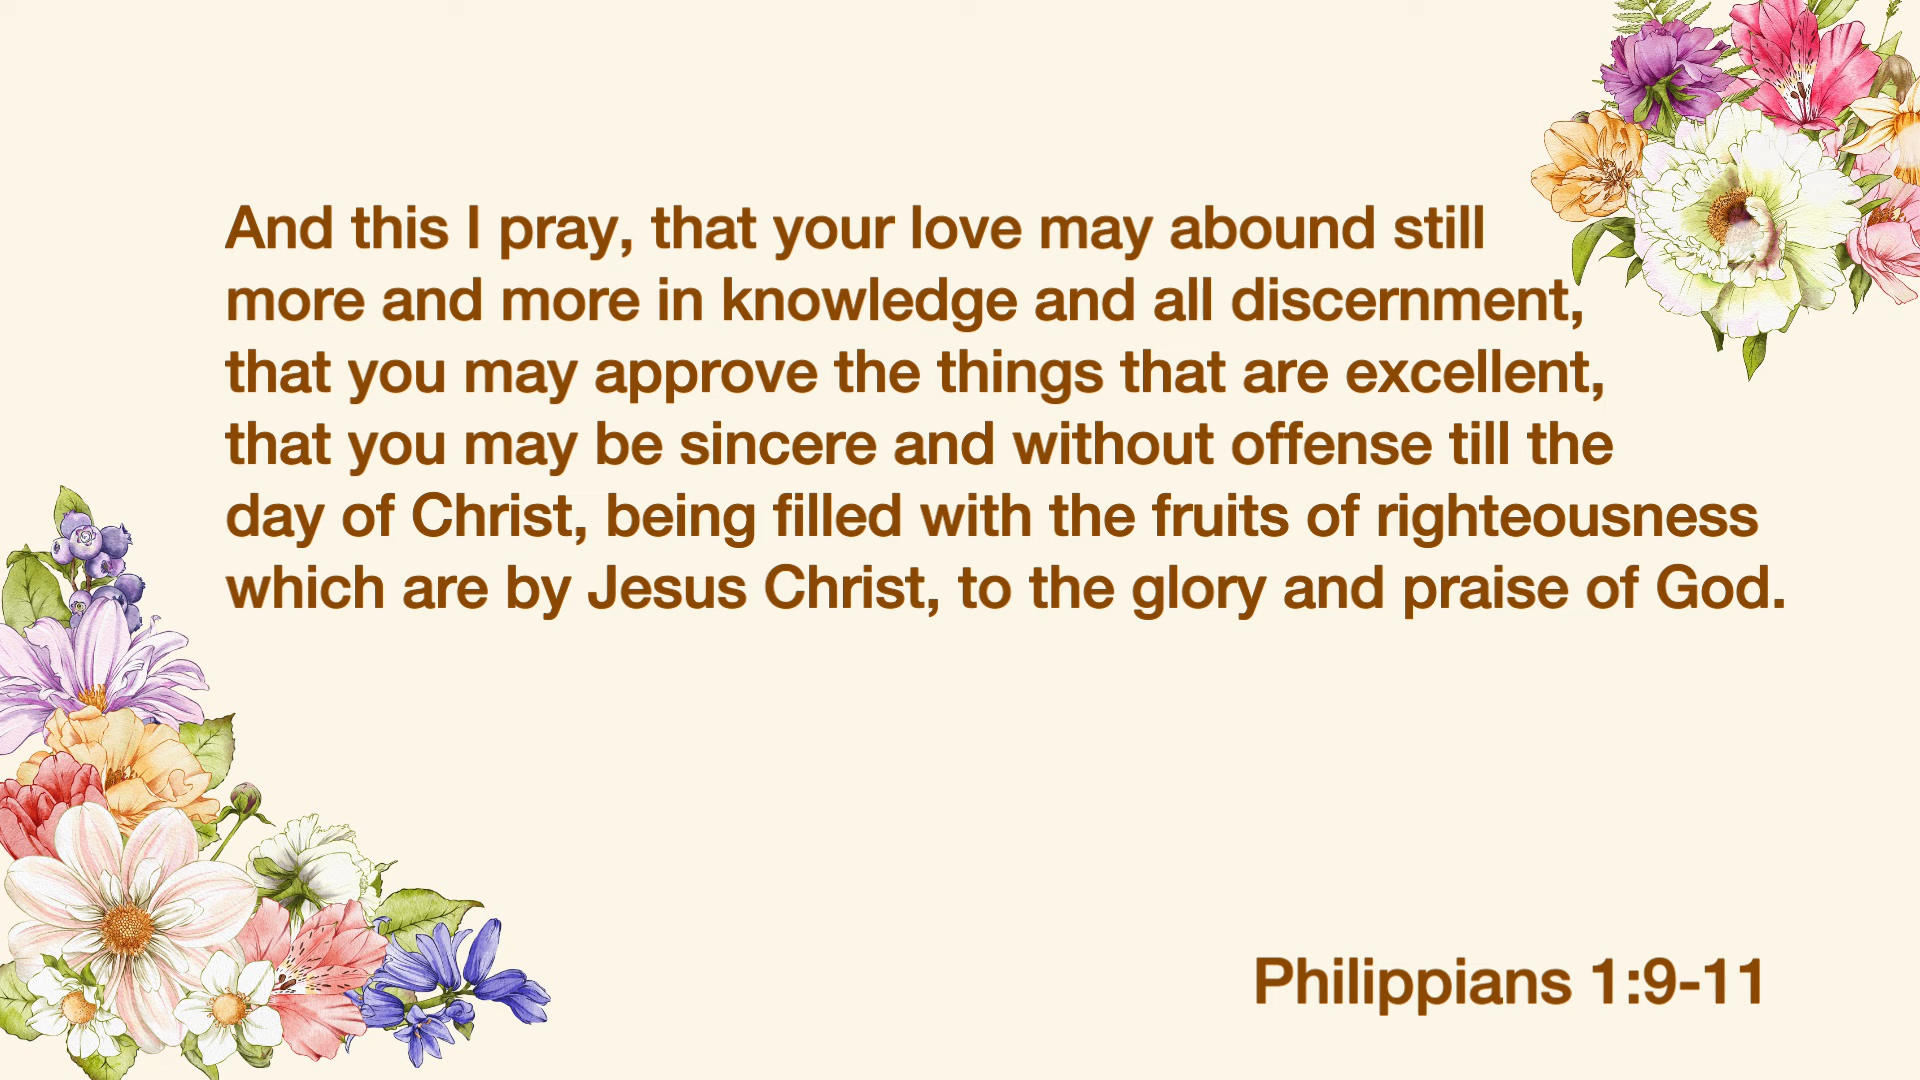 And this I pray, that your love may abound still
more and more in knowledge and all discernment,
that you may approve the things that are excellent,
that you may be sincere and without offense till the
day of Christ, being filled with the fruits of righteousness
which are by Jesus Christ, to the glory and praise of God.
Philippians 1:9-11